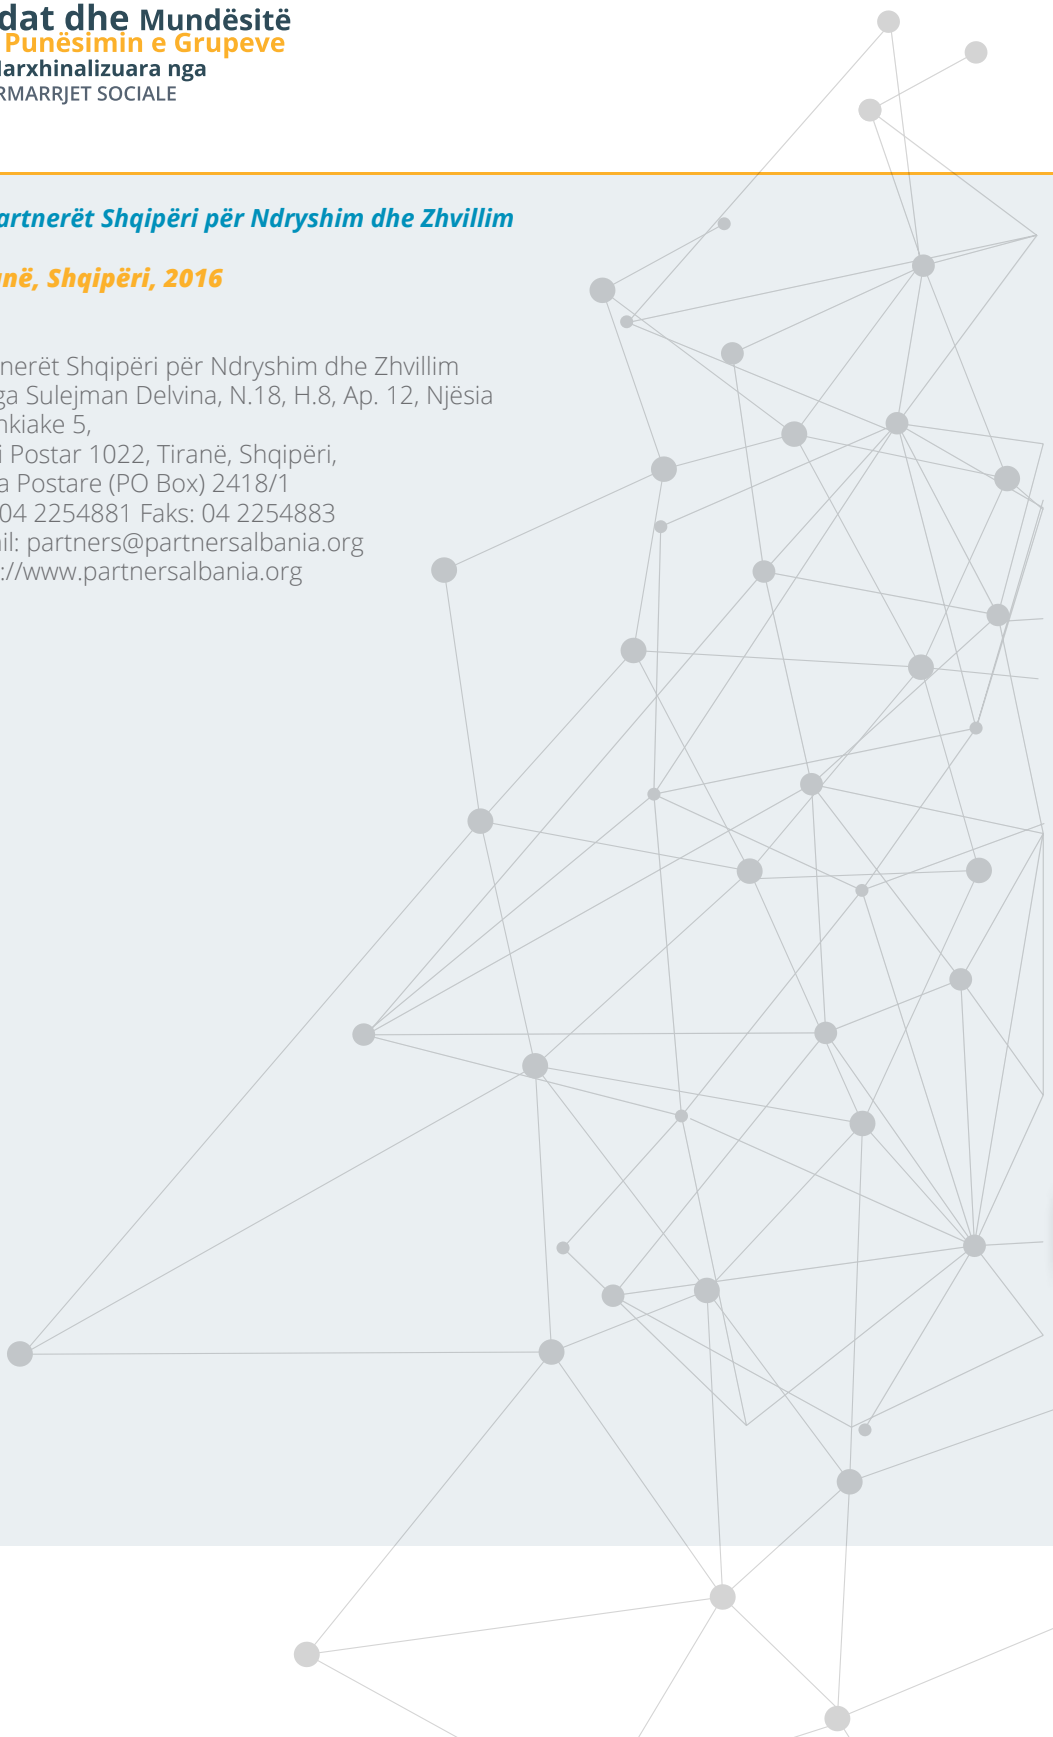 dat dhe Mundësitë
Punësimin e Grupeve
arxhinalizuara nga
RMARRJET SOCIALE
artnerët Shqipëri për Ndryshim dhe Zhvillim
në, Shqipëri, 2016
nerët Shqipëri për Ndryshim dhe Zhvillim
ga Sulejman Delvina, N.18, H.8, Ap. 12, Njësia
kiake 5,
i Postar 1022, Tiranë, Shqipëri,
a Postare (PO Box) 2418/1
04 2254881 Faks: 04 2254883
il: partners@partnersalbania.org
://www.partnersalbania.org